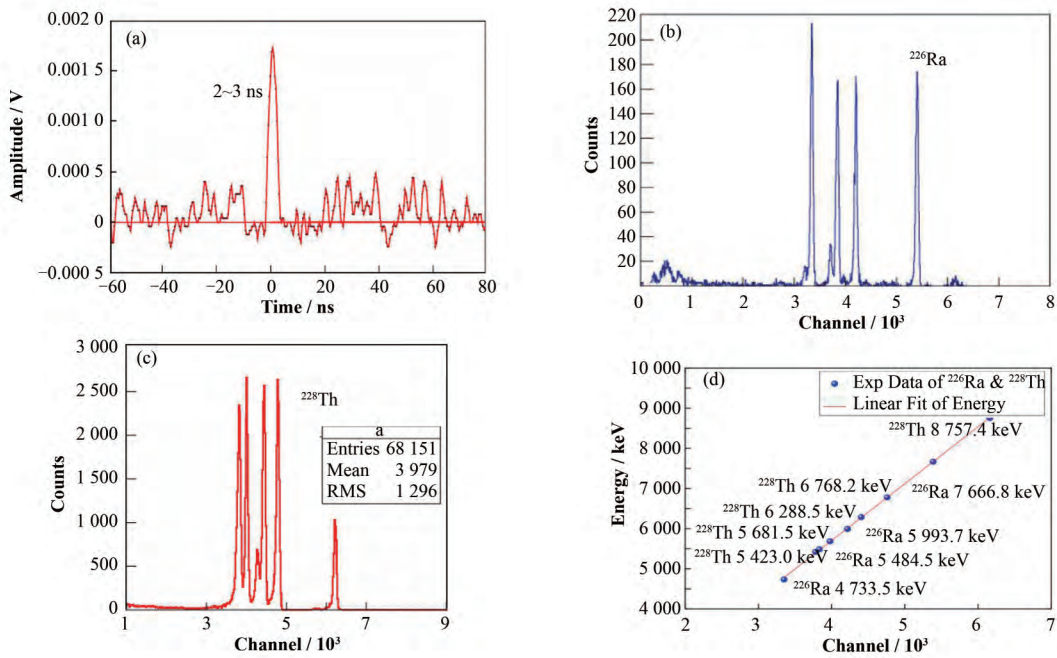 (a)
0.002 0
0.001 5
0.001 0
0.000 5
0
−0.000 5
Amplitude / V
2~3 ns
−60 −40 −20 0 20 40 60 80
Time / ns
(b)
220
200
180
160
140
120
100
80
60
40
20
Counts
²²⁶Ra
0 1 2 3 4 5 6 7 8
Channel / 10³
(c)
3 000
2 500
2 000
1 500
1 000
500
0
Counts
²²⁸Th
a
Entries 68 151
Mean 3 979
RMS 1 296
1 3 5 7 9
Channel / 10³
(d)
10 000
9 000
8 000
7 000
6 000
5 000
4 000
Energy / keV
Exp Data of ²²⁶Ra & ²²⁸Th
Linear Fit of Energy
²²⁸Th 8 757.4 keV
²²⁶Ra 7 666.8 keV
²²⁸Th 6 768.2 keV
²²⁸Th 6 288.5 keV
²²⁶Ra 5 993.7 keV
²²⁸Th 5 681.5 keV
²²⁶Ra 5 484.5 keV
²²⁸Th 5 423.0 keV
²²⁶Ra 4 733.5 keV
2 3 4 5 6 7
Channel / 10³